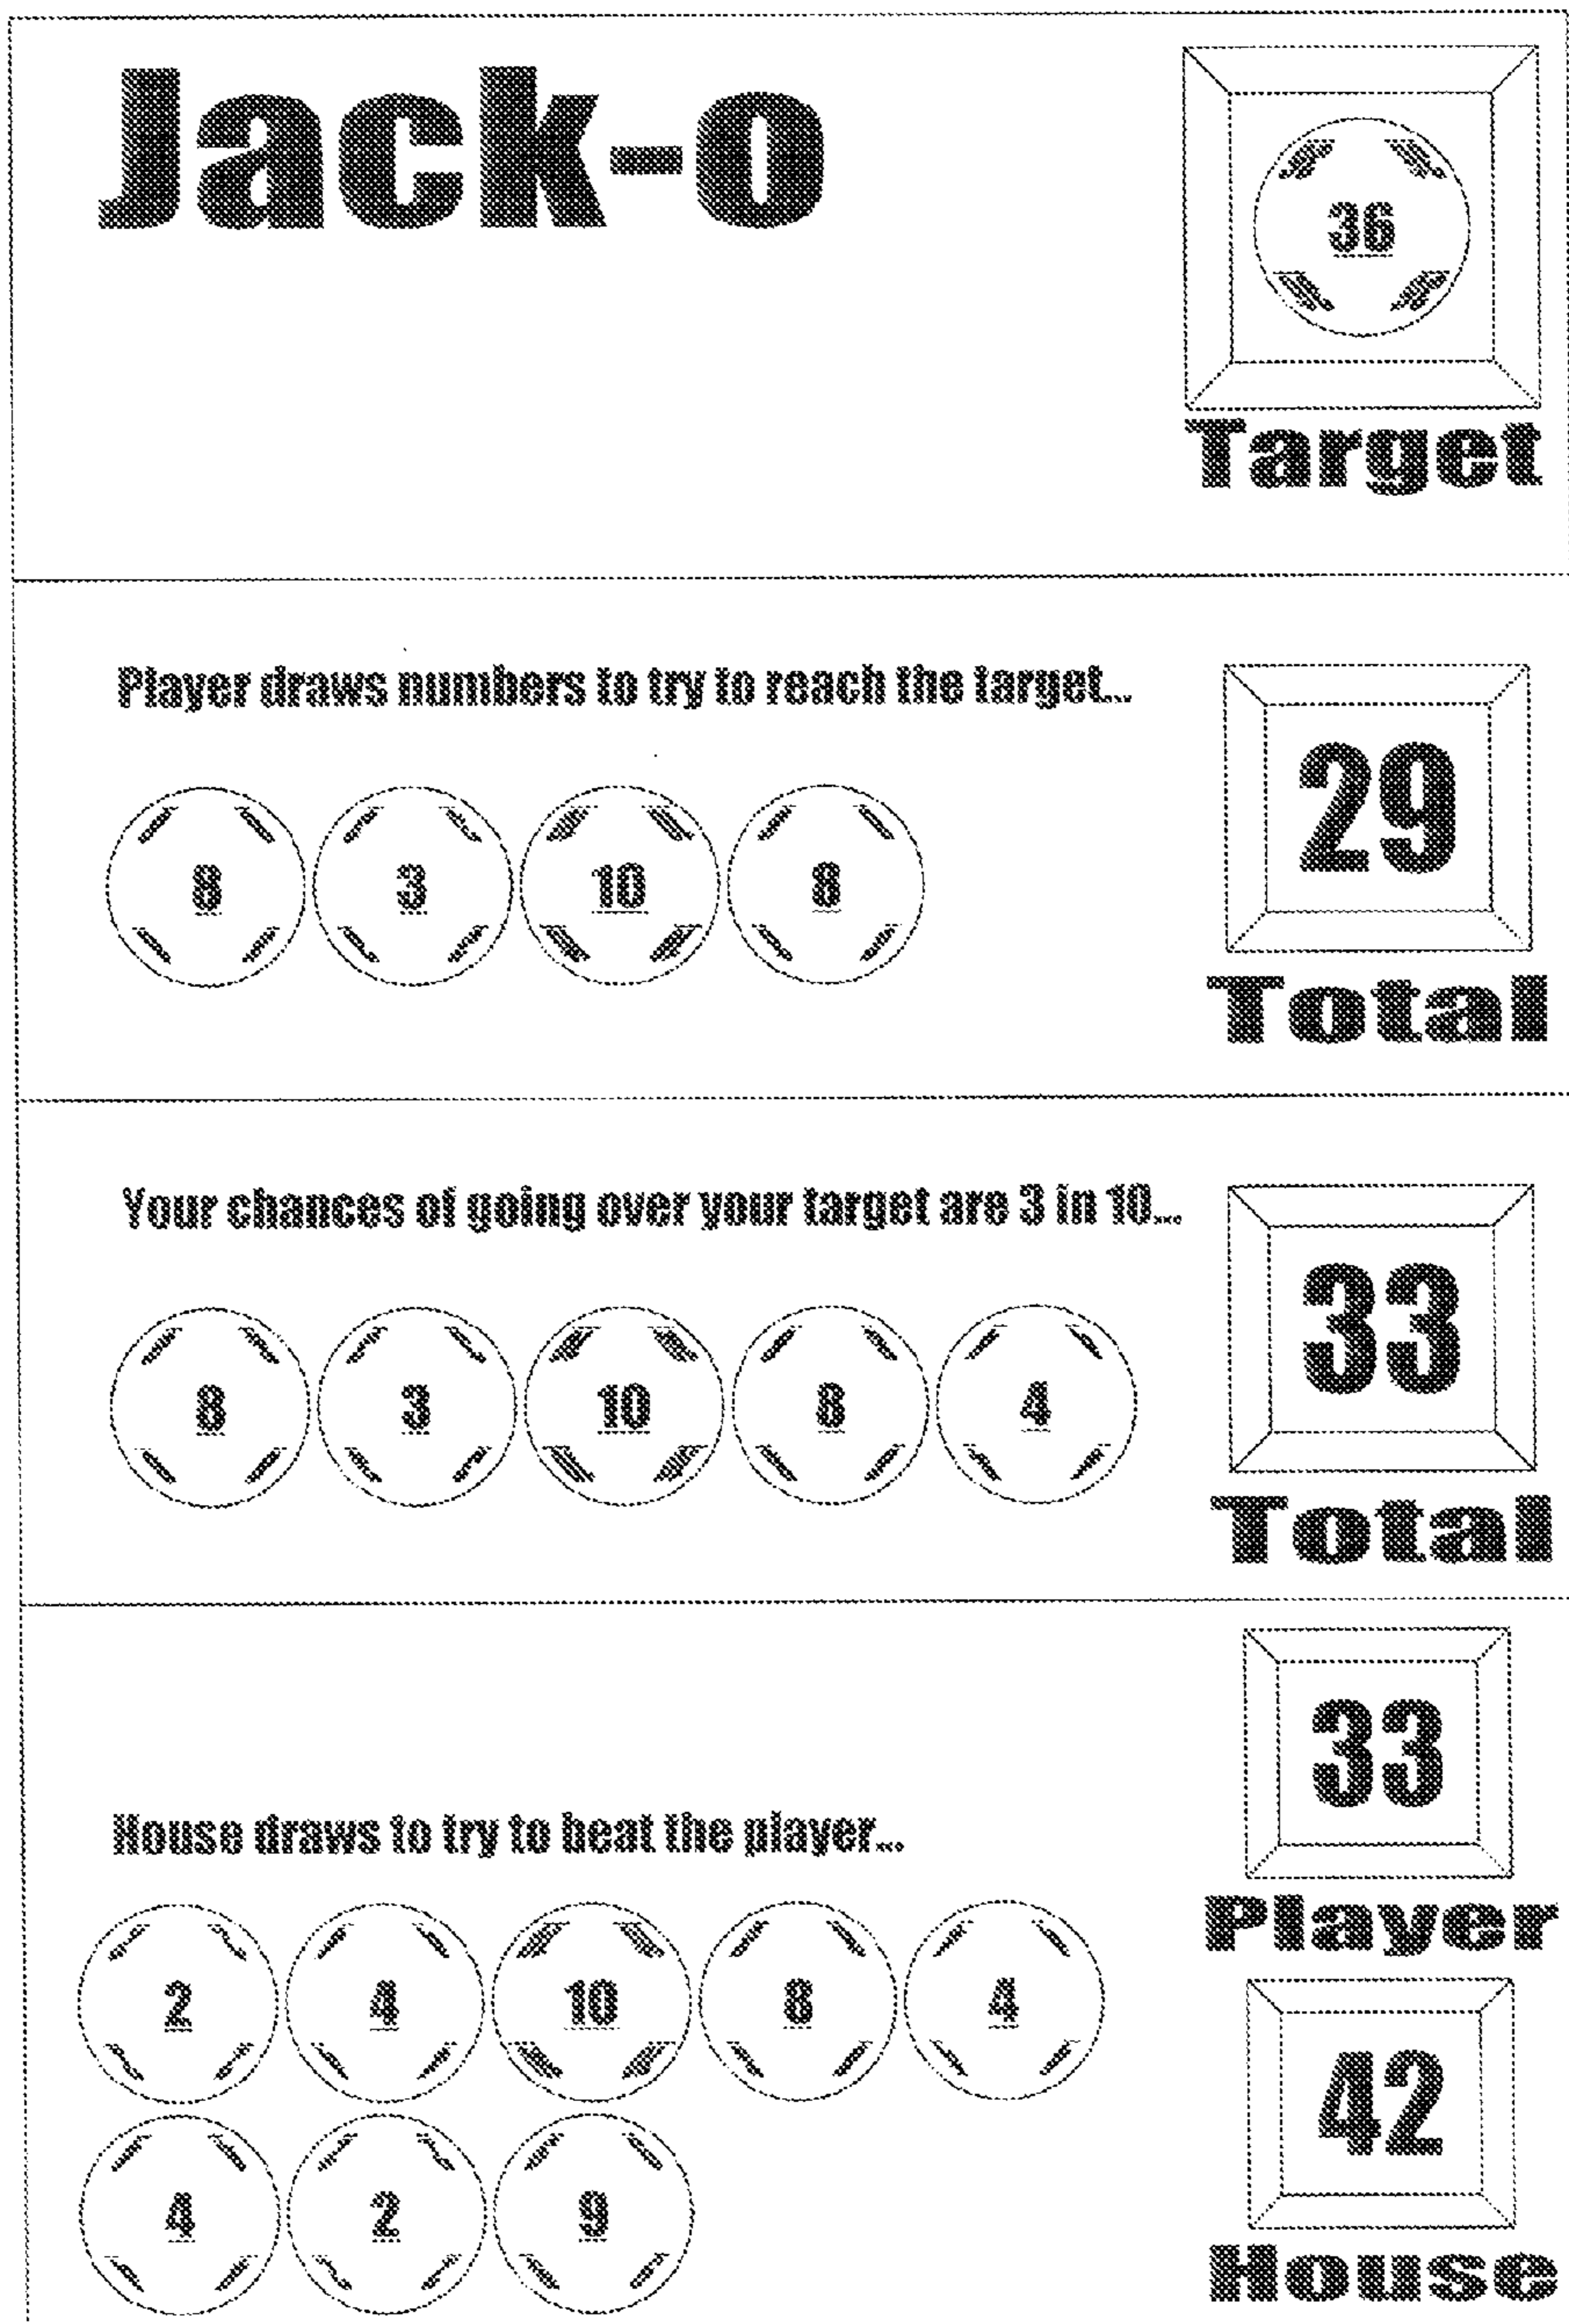 Jack-o
36
Target
Player draws numbers to try to reach the target...
8 3 10 8
29
Total
Your chances of going over your target are 3 in 10...
8 3 10 8 4
33
Total
33
Player
House draws to try to beat the player...
2 4 10 8 4
4 2 9
42
House